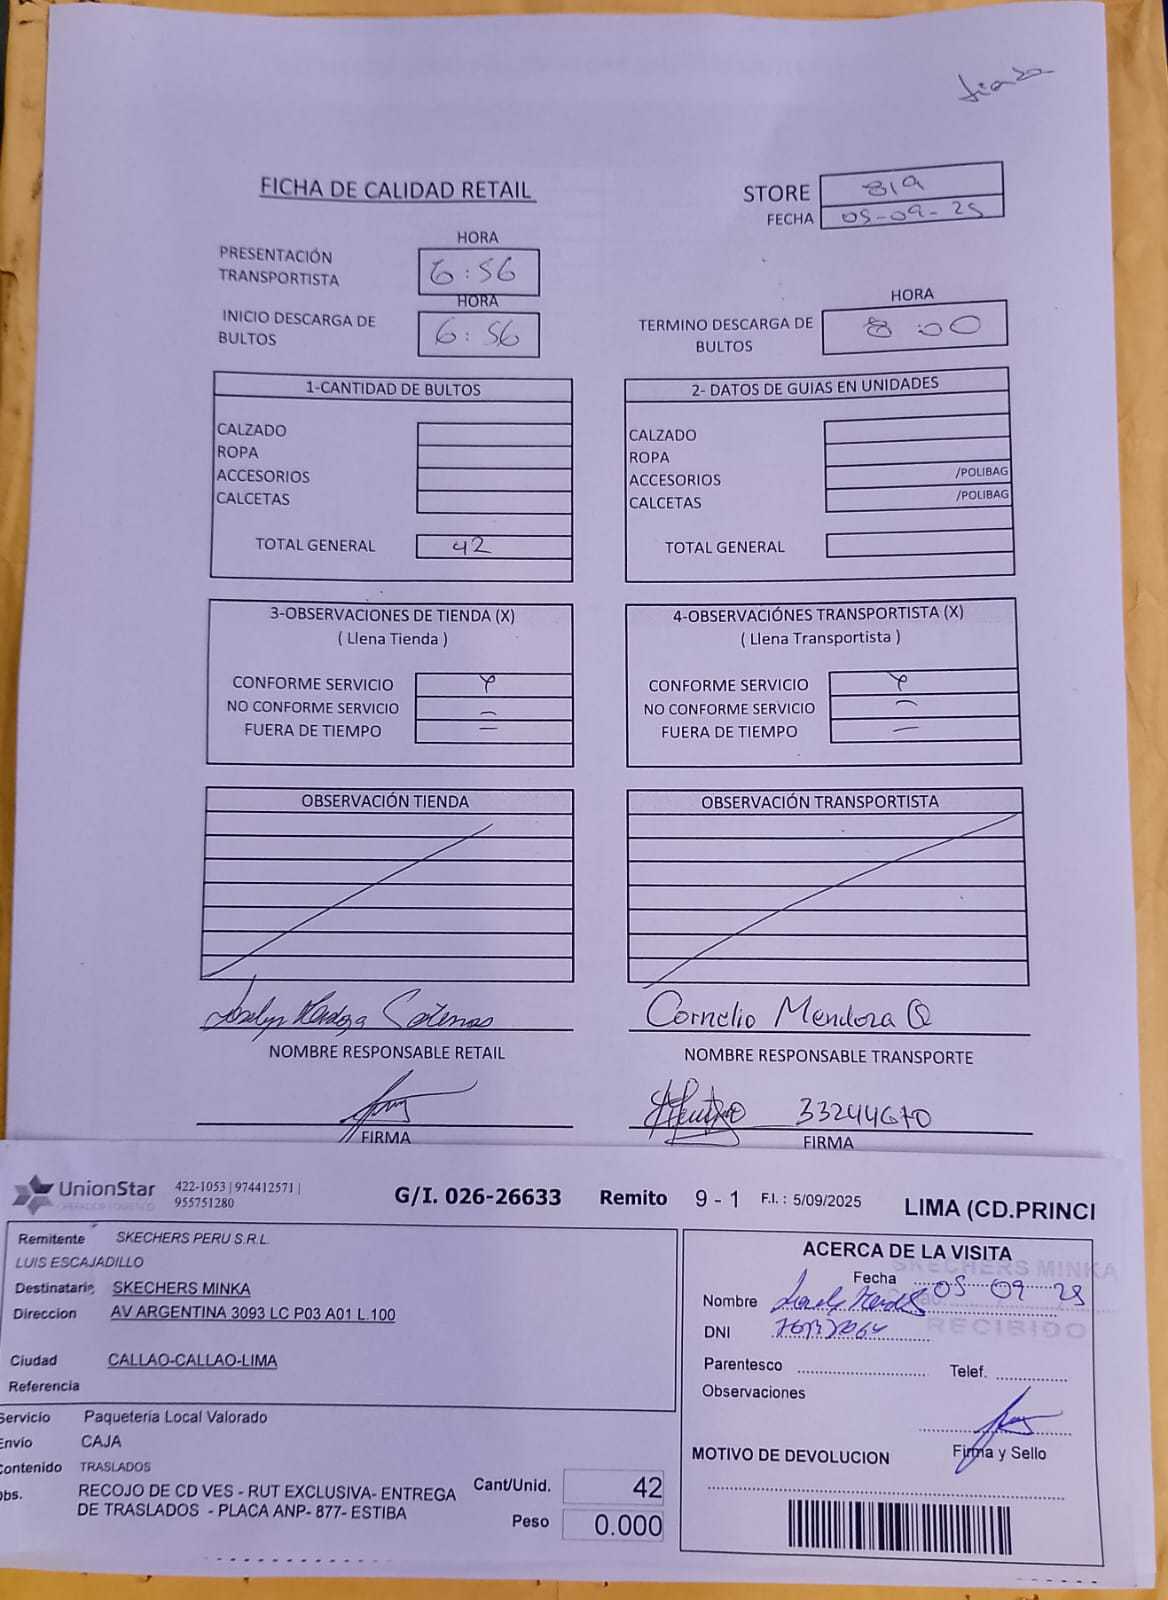 Tienda
FICHA DE CALIDAD RETAIL
STORE 819
FECHA 05-09-25
HORA
PRESENTACIÓN TRANSPORTISTA 6:56
HORA
INICIO DESCARGA DE BULTOS 6:56
HORA
TERMINO DESCARGA DE BULTOS 8:00
1-CANTIDAD DE BULTOS
CALZADO
ROPA
ACCESORIOS
CALCETAS
TOTAL GENERAL 42
2- DATOS DE GUIAS EN UNIDADES
CALZADO
ROPA
ACCESORIOS /POLIBAG
CALCETAS /POLIBAG
TOTAL GENERAL
3-OBSERVACIONES DE TIENDA (X)
( Llena Tienda )
CONFORME SERVICIO
NO CONFORME SERVICIO –
FUERA DE TIEMPO –
4-OBSERVACIÓNES TRANSPORTISTA (X)
( Llena Transportista )
CONFORME SERVICIO
NO CONFORME SERVICIO –
FUERA DE TIEMPO –
OBSERVACIÓN TIENDA
OBSERVACIÓN TRANSPORTISTA
Mendoza
NOMBRE RESPONSABLE RETAIL
Cornelio Mendoza Q
NOMBRE RESPONSABLE TRANSPORTE
FIRMA
FIRMA
UnionStar
OPERADOR LOGISTICO
422-1053 | 974412571 |
955751280
G/I. 026-26633 Remito 9 - 1 F.I. : 5/09/2025 LIMA (CD.PRINCI
Remitente SKECHERS PERU S.R.L.
LUIS ESCAJADILLO
Destinatario SKECHERS MINKA
Direccion AV ARGENTINA 3093 LC P03 A01 L.100
Ciudad CALLAO-CALLAO-LIMA
Referencia
Servicio Paquetería Local Valorado
Envío CAJA
Contenido TRASLADOS
Obs. RECOJO DE CD VES - RUT EXCLUSIVA- ENTREGA
DE TRASLADOS - PLACA ANP- 877- ESTIBA
Cant/Unid. 42
Peso 0.000
ACERCA DE LA VISITA
SKECHERS MINKA
Fecha 05 09 25
Nombre
RECIBIDO
DNI
Parentesco Telef.
Observaciones
Firma y Sello
MOTIVO DE DEVOLUCION